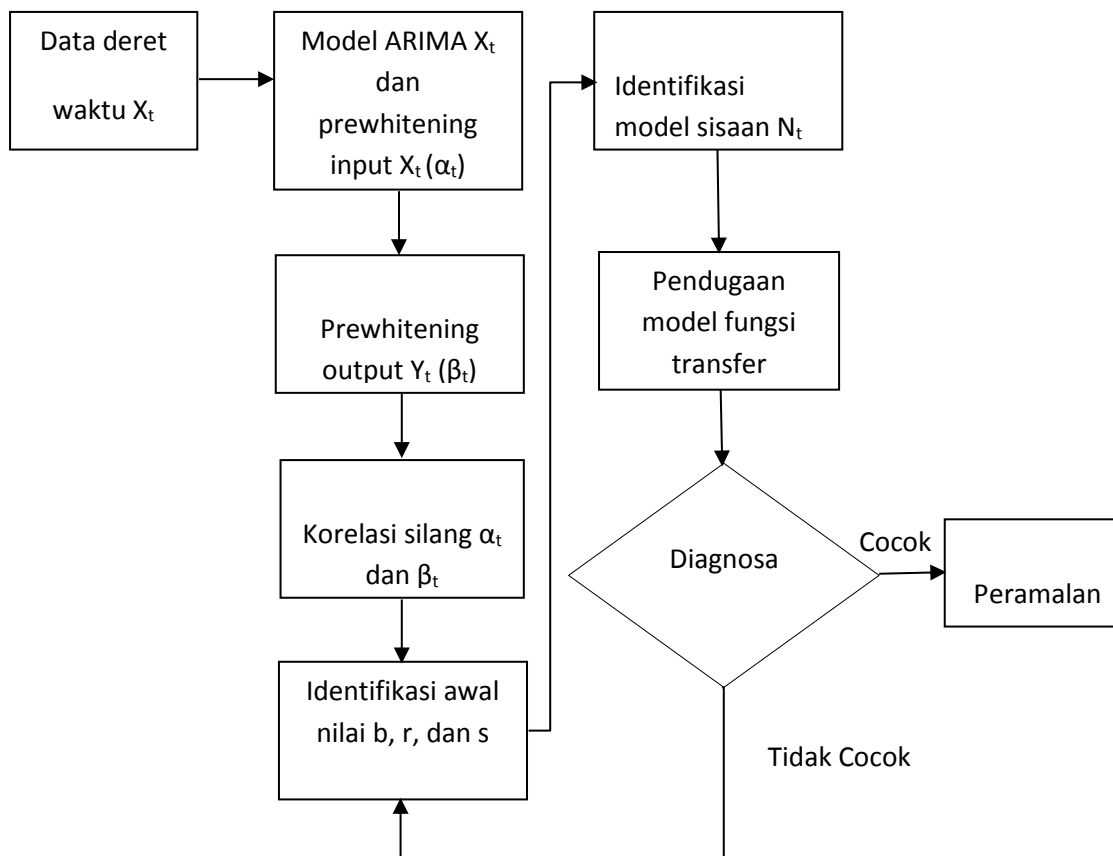 Data deret
waktu Xₜ
Model ARIMA Xₜ
dan
prewhitening
input Xₜ (αₜ)
Prewhitening
output Yₜ (βₜ)
Korelasi silang αₜ
dan βₜ
Identifikasi awal
nilai b, r, dan s
Identifikasi
model sisaan Nₜ
Pendugaan
model fungsi
transfer
Diagnosa
Cocok
Peramalan
Tidak Cocok